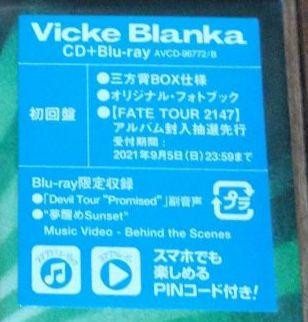 Vicke Blanka
CD+Blu-ray AVCD-96772/B
初回盤
●三方背BOX仕様
●オリジナル・フォトブック
●【FATE TOUR 2147】
アルバム封入抽選先行
受付期間：
2021年9月5日(日)23:59まで
Blu-ray限定収録
●「Devil Tour "Promised"」副音声
●"夢醒めSunset"
Music Video - Behind the Scenes
プラ
スマホでも
楽しめる
PINコード付き!